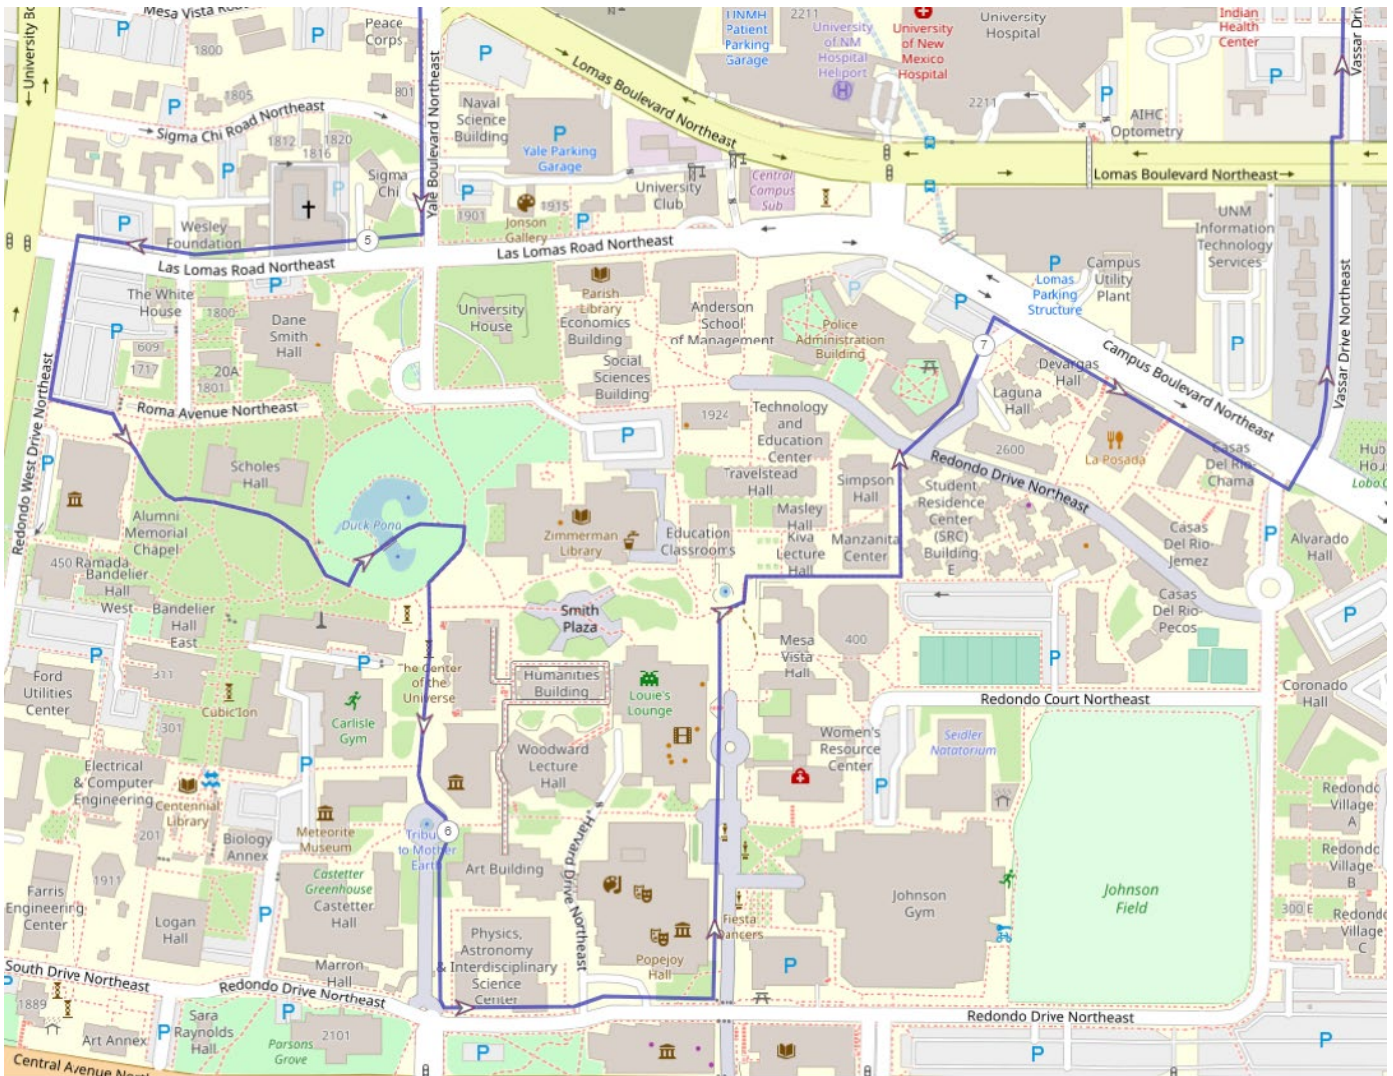 Mesa Vista Road
Peace
Corps
1800
1805
801
University
Sigma Chi Road Northeast
1812
1820
1816
Sigma
Chi
Yale Boulevard Northeast
Naval
Science
Building
Yale Parking
Garage
Lomas Boulevard Northeast
UNMH
Patient
Parking
Garage
2211
University
of NM
Hospital
Heliport
University
of New
Mexico
Hospital
University
Hospital
2211
AIHC
Optometry
Indian
Health
Center
Vassar Driv
Lomas Boulevard Northeast
Wesley
Foundation
5
Las Lomas Road Northeast
1901
1915
Jonson
Gallery
University
Club
Central
Campus
Sub
Las Lomas Road Northeast
UNM
Information
Technology
Services
Campus
Utility
Plant
Lomas
Parking
Structure
The White
House
1800
Dane
Smith
Hall
609
1717
20A
1801
University
House
Parish
Library
Economics
Building
Social
Sciences
Building
Anderson
School
of Management
Police
Administration
Building
7
Devargas
Hall
Laguna
Hall
Campus Boulevard Northeast
Vassar Drive Northeast
Redondo West Drive Northeast
Roma Avenue Northeast
Scholes
Hall
1924
Technology
and
Education
Center
Travelstead
Hall
Simpson
Hall
2600
La Posada
Casas
Del Rio-
Chama
Redondo Drive Northeast
Alumni
Memorial
Chapel
Duck Pond
Zimmerman
Library
Education
Classrooms
Masley
Hall
Kiva
Lecture
Hall
Manzanita
Center
Student
Residence
Center
(SRC)
Building
E
Casas
Del Rio-
Jemez
Alvarado
Hall
450
Ramada
Bandelier
Hall
West
Bandelier
Hall
East
Smith
Plaza
Mesa
Vista
Hall
400
Casas
Del Rio-
Pecos
Ford
Utilities
Center
311
301
Cubic Ion
Carlisle
Gym
The Center
of the
Universe
Humanities
Building
Louie's
Lounge
Redondo Court Northeast
Coronado
Hall
Woodward
Lecture
Hall
Women's
Resource
Center
Seidler
Natatorium
Electrical
& Computer
Engineering
Centennial
Library
201
Biology
Annex
Meteorite
Museum
6
Tribute
to Mother
Earth
Harvard Drive Northeast
Redondo
Village
A
Redondo
Village
B
Farris
Engineering
Center
1911
Logan
Hall
Castetter
Greenhouse
Castetter
Hall
Art Building
Physics,
Astronomy
& Interdisciplinary
Science
Center
Popejoy
Hall
Fiesta
Dancers
Johnson
Gym
Johnson
Field
300 E
Redondo
Village
C
South Drive Northeast
Marron
Hall
Redondo Drive Northeast
Redondo Drive Northeast
1889
Art Annex
Sara
Raynolds
Hall
Parsons
Grove
2101
Central Avenue